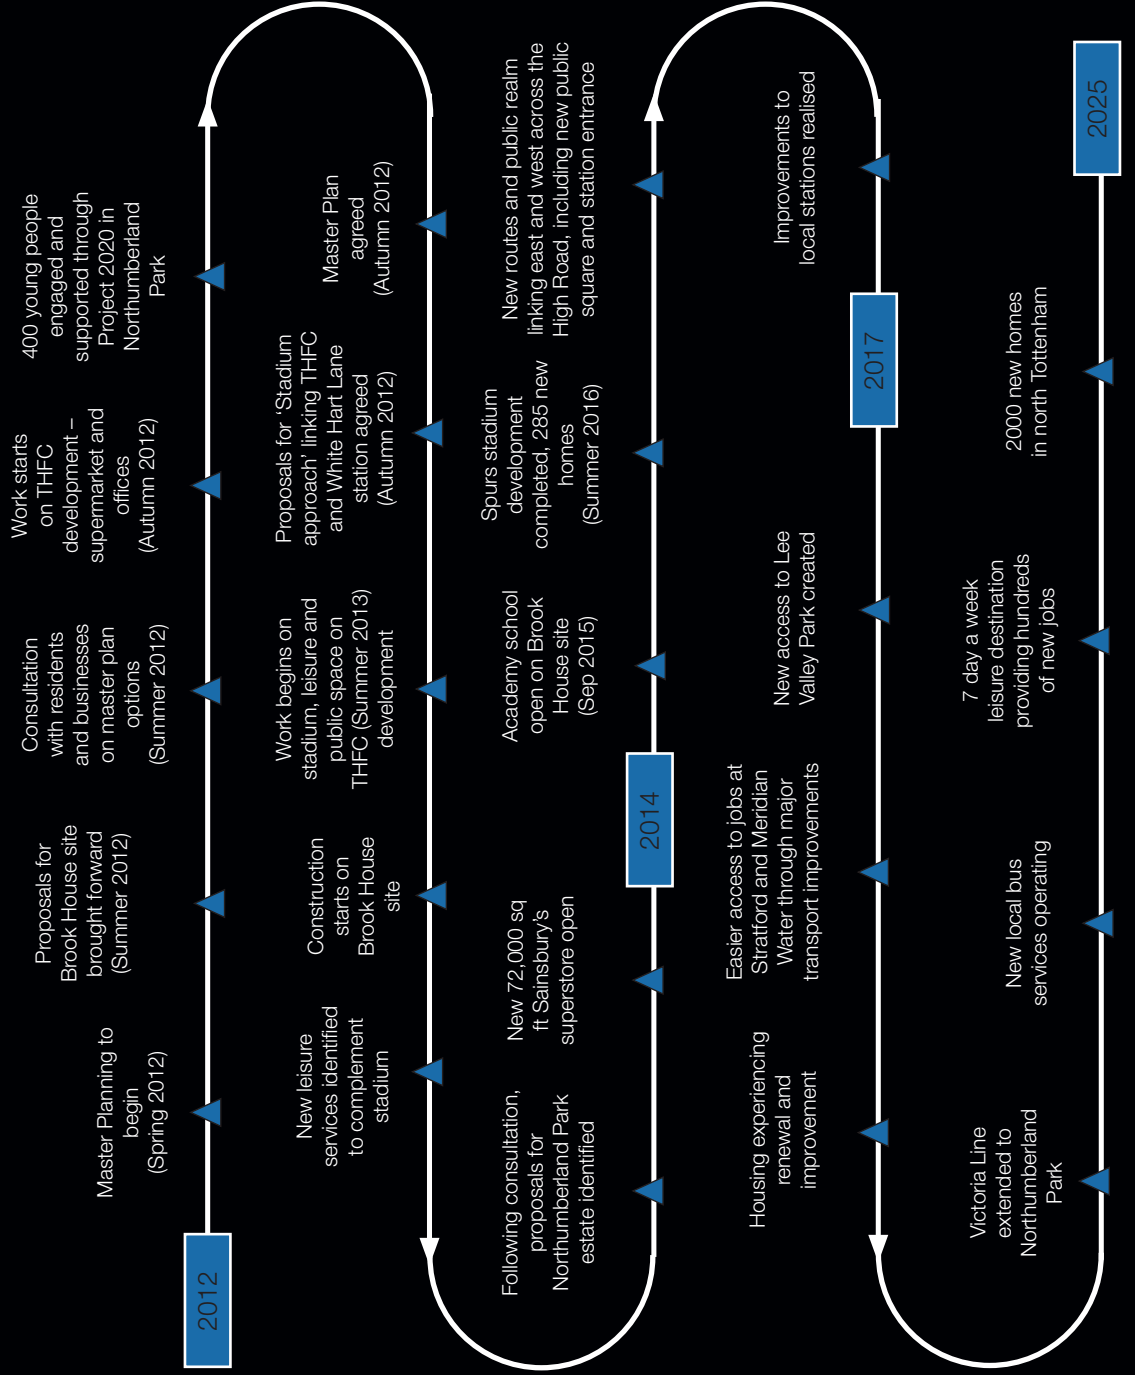 2012
Master Planning to
begin
(Spring 2012)
Proposals for
Brook House site
brought forward
(Summer 2012)
Consultation
with residents
and businesses
on master plan
options
(Summer 2012)
Work starts
on THFC
development –
supermarket and
offices
(Autumn 2012)
400 young people
engaged and
supported through
Project 2020 in
Northumberland
Park
Master Plan
agreed
(Autumn 2012)
Proposals for ‘Stadium
approach’ linking THFC
and White Hart Lane
station agreed
(Autumn 2012)
Work begins on
stadium, leisure and
public space on
THFC (Summer 2013)
development
Construction
starts on
Brook House
site
New leisure
services identified
to complement
stadium
Following consultation,
proposals for
Northumberland Park
estate identified
New 72,000 sq
ft Sainsbury’s
superstore open
2014
Academy school
open on Brook
House site
(Sep 2015)
Spurs stadium
development
completed, 285 new
homes
(Summer 2016)
New routes and public realm
linking east and west across the
High Road, including new public
square and station entrance
Improvements to
local stations realised
2017
New access to Lee
Valley Park created
Easier access to jobs at
Stratford and Meridian
Water through major
transport improvements
Housing experiencing
renewal and
improvement
Victoria Line
extended to
Northumberland
Park
New local bus
services operating
7 day a week
leisure destination
providing hundreds
of new jobs
2000 new homes
in north Tottenham
2025